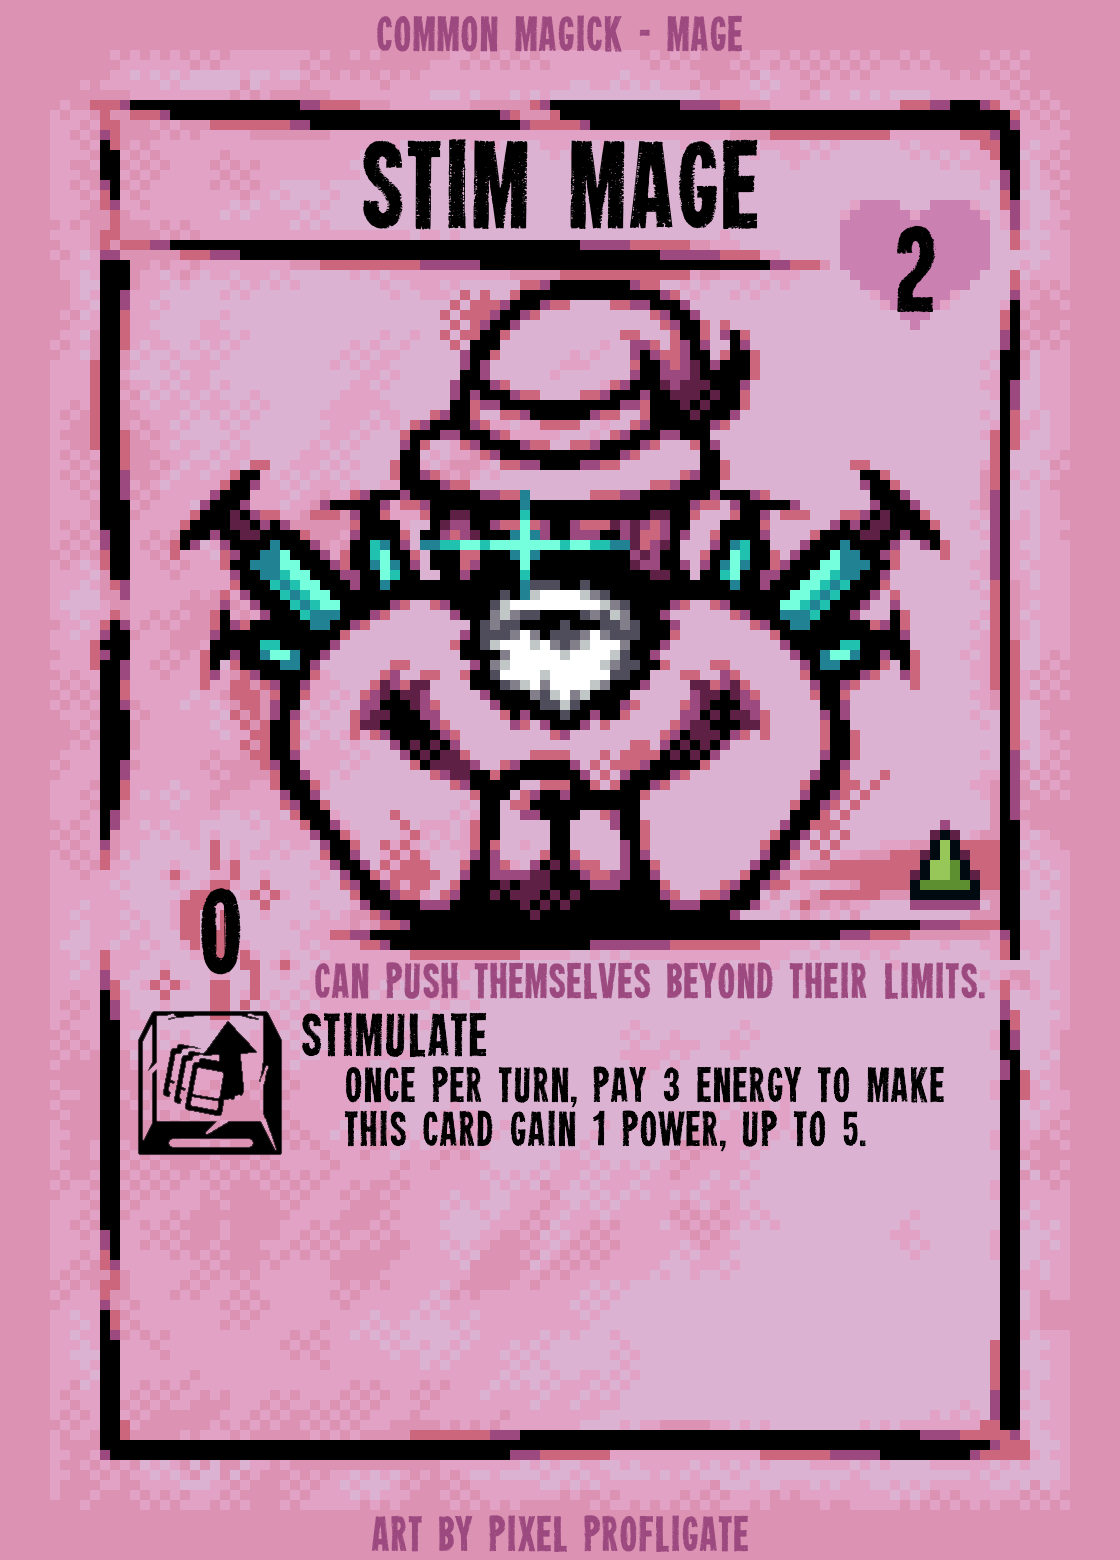 COMMON MAGICK - MAGE
STIM MAGE
2
0
CAN PUSH THEMSELVES BEYOND THEIR LIMITS.
STIMULATE
ONCE PER TURN, PAY 3 ENERGY TO MAKE
THIS CARD GAIN 1 POWER, UP TO 5.
ART BY PIXEL PROFLIGATE